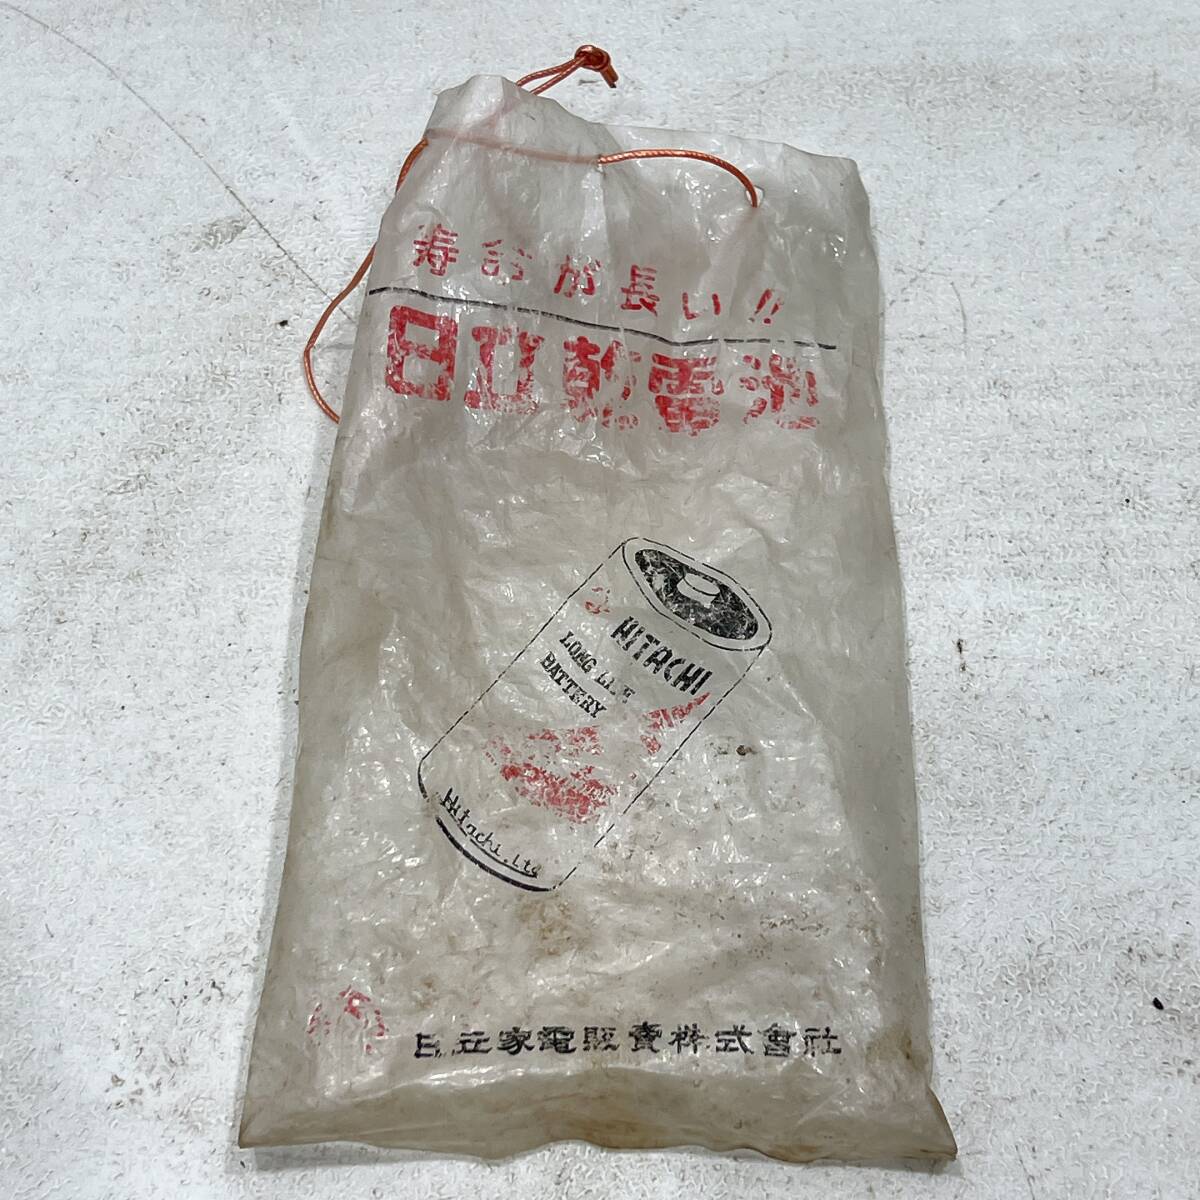 寿命が長い!!
日立乾電池
HITACHI
LONG LIFE
BATTERY
Hitachi, Ltd
日立家電販賣株式會社